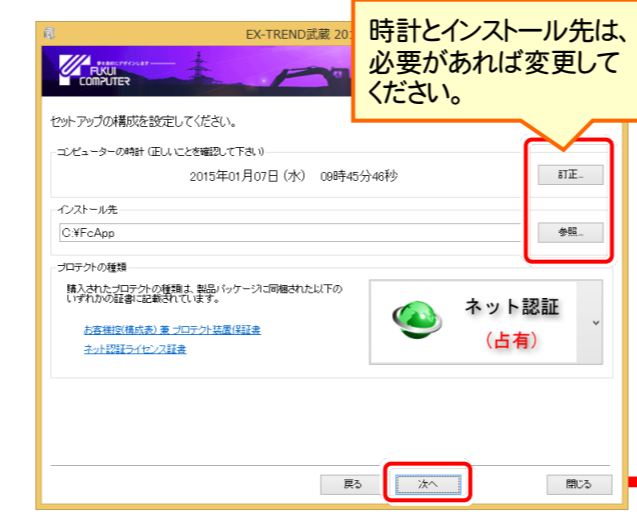 時計とインストール先は、
必要があれば変更して
ください。
EX-TREND武蔵 201
FUKUI
COMPUTER
セットアップの構成を設定してください。
コンピューターの時計 (正しいことを確認して下さい)
2015年01月07日 (水) 09時45分46秒
訂正...
インストール先
C:¥FcApp
参照...
プロテクトの種類
購入されたプロテクトの種類は、製品パッケージに同梱された以下の
いずれかの証書に記載されています。
お客様控(構成表) 兼 プロテクト装置保証書
ネット認証ライセンス証書
ネット認証
(占有)
戻る
次へ
閉じる